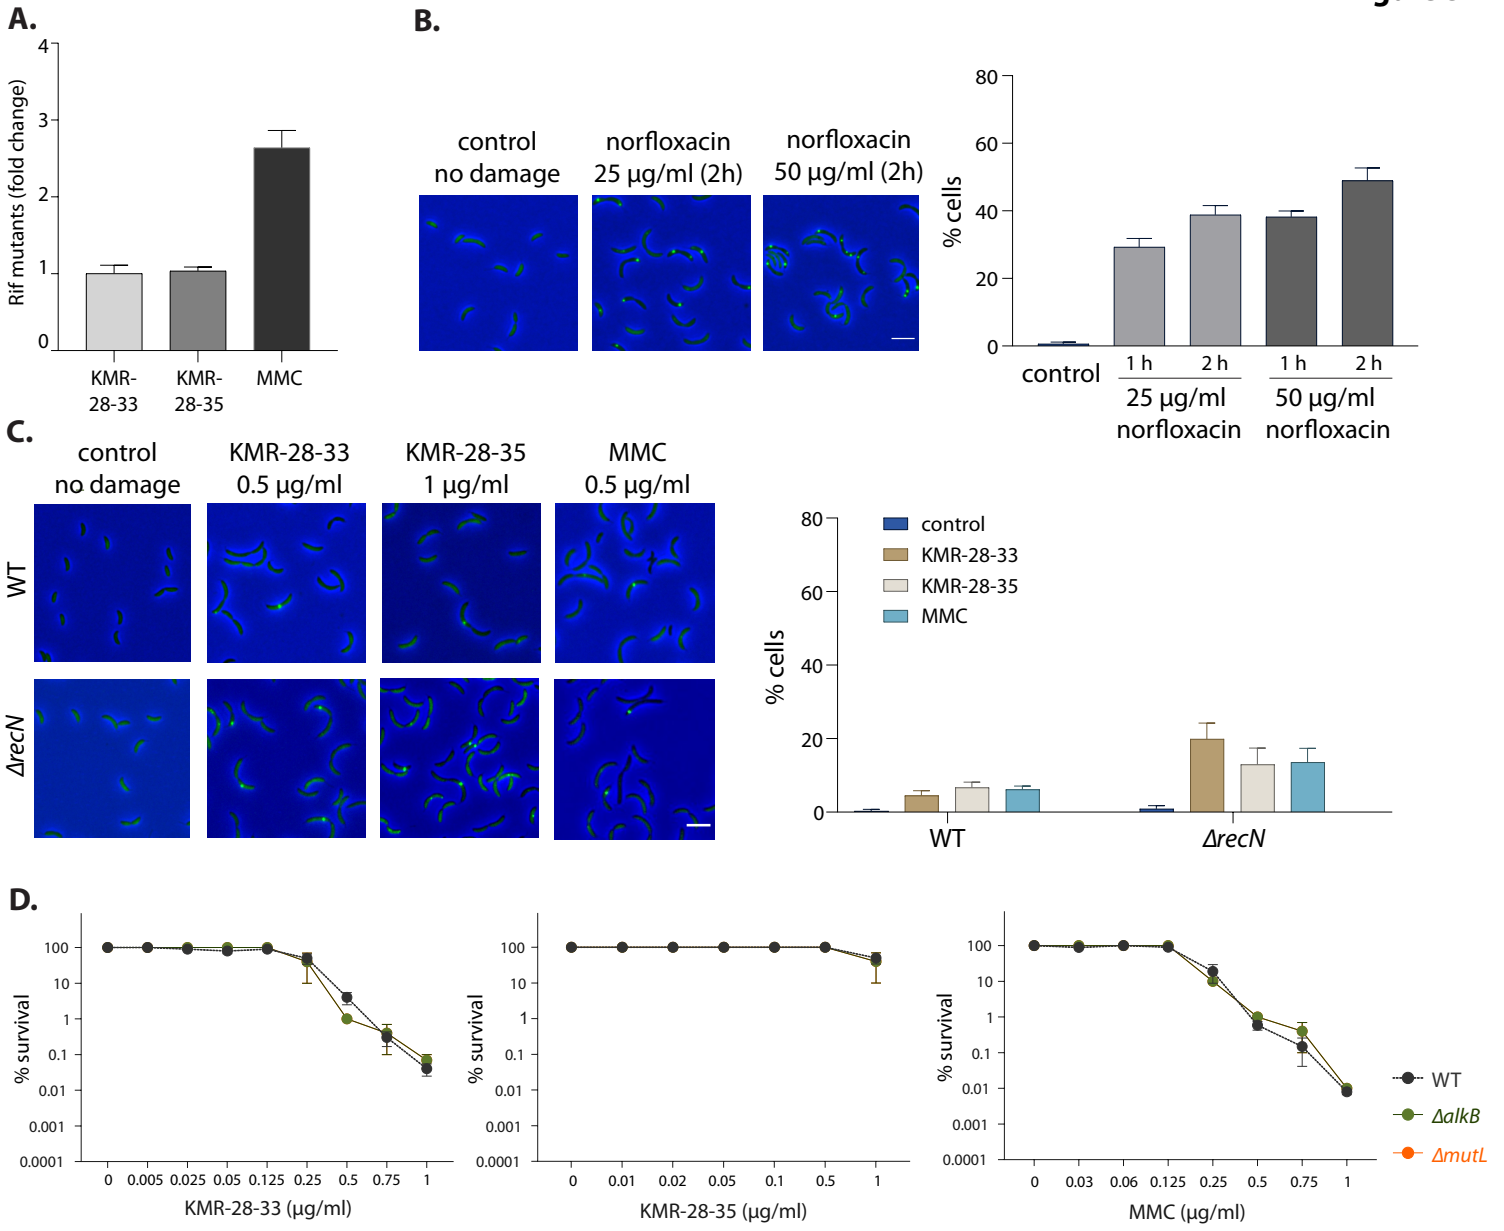 A.
Rif mutants (fold change)
4
3
2
1
0
KMR-
28-33
KMR-
28-35
MMC
B.
control
no damage
norfloxacin
25 µg/ml (2h)
norfloxacin
50 µg/ml (2h)
% cells
80
60
40
20
0
control
1 h
2 h
1 h
2 h
25 µg/ml
norfloxacin
50 µg/ml
norfloxacin
C.
control
no damage
KMR-28-33
0.5 µg/ml
KMR-28-35
1 µg/ml
MMC
0.5 µg/ml
WT
ΔrecN
% cells
80
60
40
20
0
control
KMR-28-33
KMR-28-35
MMC
WT
ΔrecN
D.
% survival
100
10
1
0.1
0.01
0.001
0.0001
0 0.005 0.025 0.05 0.125 0.25 0.5 0.75 1
KMR-28-33 (µg/ml)
% survival
100
10
1
0.1
0.01
0.001
0.0001
0 0.01 0.02 0.05 0.1 0.5 1
KMR-28-35 (µg/ml)
% survival
100
10
1
0.1
0.01
0.001
0.0001
0 0.03 0.06 0.125 0.25 0.5 0.75 1
MMC (µg/ml)
WT
ΔalkB
ΔmutL